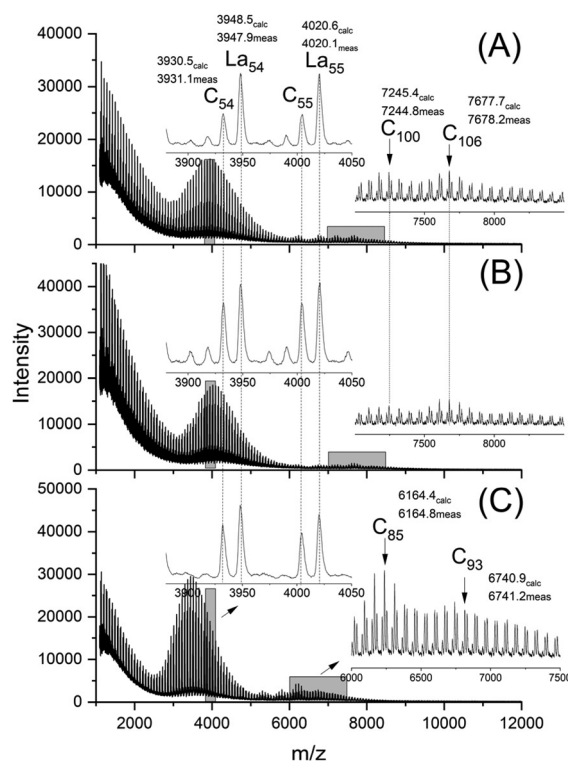 3948.5calc
3947.9meas
4020.6calc
4020.1meas
(A)
3930.5calc
3931.1meas
La54
La55
C54
C55
7245.4calc
7244.8meas
7677.7calc
7678.2meas
C100
C106
40000
35000
30000
25000
20000
15000
10000
5000
0
3900 3950 4000 4050
7500 8000
(B)
40000
30000
20000
10000
0
3900 3950 4000 4050
7500 8000
Intensity
(C)
50000
40000
30000
20000
10000
0
3900 3950 4000 4050
6164.4calc
6164.8meas
C85
C93
6740.9calc
6741.2meas
6000 6500 7000 7500
2000 4000 6000 8000 10000 12000
m/z